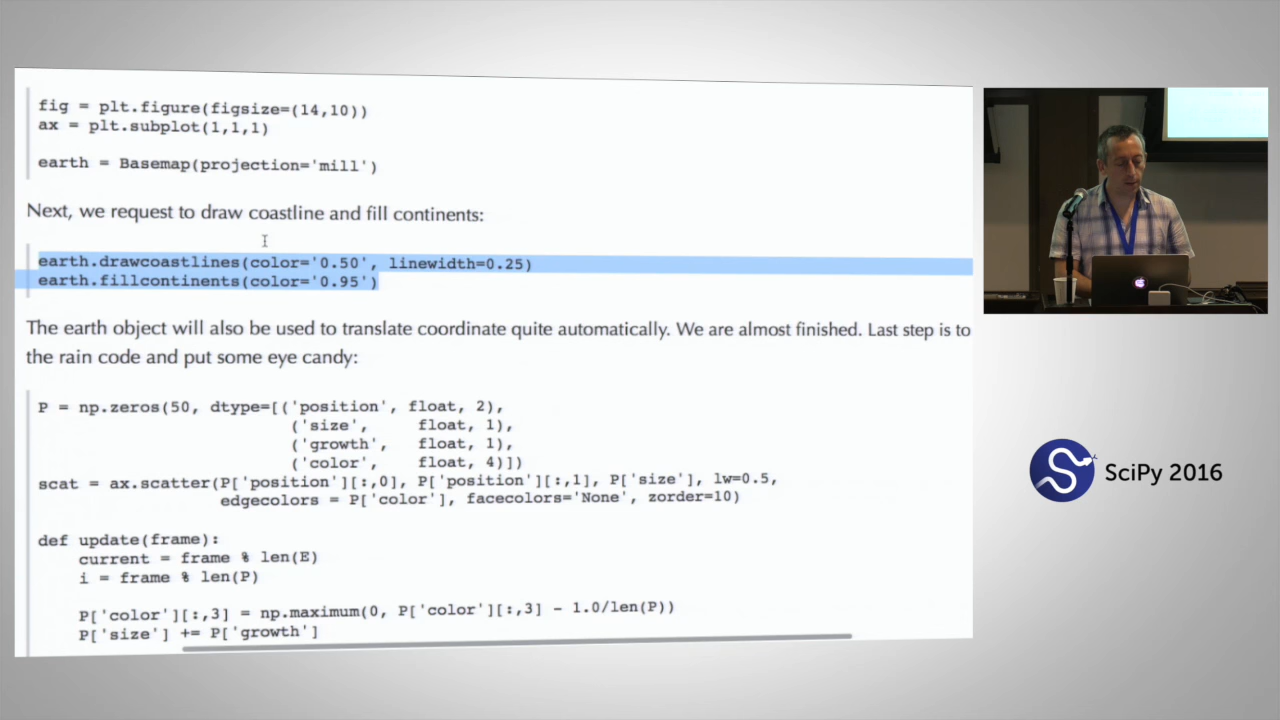 fig = plt.figure(figsize=(14,10))
ax = plt.subplot(1,1,1)
earth = Basemap(projection='mill')
Next, we request to draw coastline and fill continents:
earth.drawcoastlines(color='0.50', linewidth=0.25)
earth.fillcontinents(color='0.95')
The earth object will also be used to translate coordinate quite automatically. We are almost finished. Last step is to
the rain code and put some eye candy:
P = np.zeros(50, dtype=[('position', float, 2),
('size', float, 1),
('growth', float, 1),
('color', float, 4)])
scat = ax.scatter(P['position'][:,0], P['position'][:,1], P['size'], lw=0.5,
edgecolors = P['color'], facecolors='None', zorder=10)
def update(frame):
current = frame % len(E)
i = frame % len(P)
P['color'][:,3] = np.maximum(0, P['color'][:,3] - 1.0/len(P))
P['size'] += P['growth']
SciPy 2016